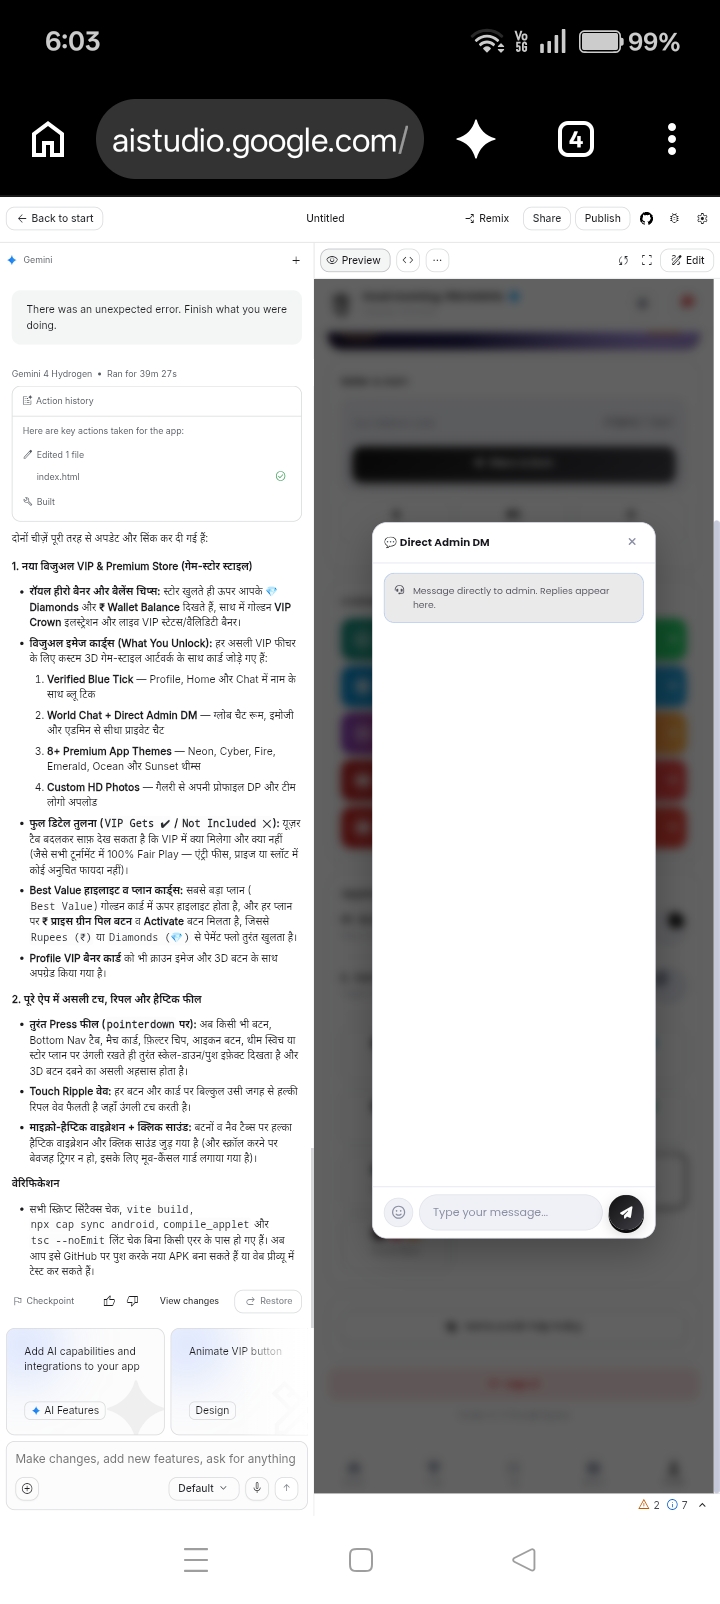 6:03
Vo
5G
99%
aistudio.google.com/
4
Back to start
Untitled
Remix
Share
Publish
Gemini
Preview
Edit
There was an unexpected error. Finish what you were
doing.
Gemini 4 Hydrogen • Ran for 39m 27s
Action history
Here are key actions taken for the app:
Edited 1 file
index.html
Built
दोनों चीज़ें पूरी तरह से अपडेट और सिंक कर दी गई हैं:
1. नया विजुअल VIP & Premium Store (गेम-स्टोर स्टाइल)
• रॉयल हीरो बैनर और बैलेंस चिप्स: स्टोर खुलते ही ऊपर आपके 💎
Diamonds और ₹ Wallet Balance दिखते हैं, साथ में गोल्डन VIP
Crown इलस्ट्रेशन और लाइव VIP स्टेटस/वैलिडिटी बैनर।
• विजुअल इमेज कार्ड्स (What You Unlock): हर असली VIP फीचर
के लिए कस्टम 3D गेम-स्टाइल आर्टवर्क के साथ कार्ड जोड़े गए हैं:
1. Verified Blue Tick — Profile, Home और Chat में नाम के
साथ ब्लू टिक
2. World Chat + Direct Admin DM — ग्लोब चैट रूम, इमोजी
और एडमिन से सीधा प्राइवेट चैट
3. 8+ Premium App Themes — Neon, Cyber, Fire,
Emerald, Ocean और Sunset थीम्स
4. Custom HD Photos — गैलरी से अपनी प्रोफाइल DP और टीम
लोगो अपलोड
• फुल डिटेल तुलना (VIP Gets ✔ / Not Included ✕): यूज़र
टैब बदलकर साफ़ देख सकता है कि VIP में क्या मिलेगा और क्या नहीं
(जैसे सभी टूर्नामेंट में 100% Fair Play — एंट्री फीस, प्राइज या स्लॉट में
कोई अनुचित फायदा नहीं)।
• Best Value हाइलाइट व प्लान कार्ड्स: सबसे बड़ा प्लान (
Best Value) गोल्डन कार्ड में ऊपर हाइलाइट होता है, और हर प्लान
पर ₹ प्राइस ग्रीन पिल बटन व Activate बटन मिलता है, जिससे
Rupees (₹) या Diamonds (💎) से पेमेंट फ्लो तुरंत खुलता है।
• Profile VIP बैनर कार्ड को भी क्राउन इमेज और 3D बटन के साथ
अपग्रेड किया गया है।
2. पूरे ऐप में असली टच, रिपल और हैप्टिक फील
• तुरंत Press फील (pointerdown पर): अब किसी भी बटन,
Bottom Nav टैब, मैच कार्ड, फ़िल्टर चिप, आइकन बटन, थीम स्विच या
स्टोर प्लान पर उंगली रखते ही तुरंत स्केल-डाउन/पुश इफ़ेक्ट दिखता है और
3D बटन दबने का असली अहसास होता है।
• Touch Ripple वेव: हर बटन और कार्ड पर बिल्कुल उसी जगह से हल्की
रिपल वेव फैलती है जहाँ उंगली टच करती है।
• माइक्रो-हैप्टिक वाइब्रेशन + क्लिक साउंड: बटनों व नैव टैब्स पर हल्का
हैप्टिक वाइब्रेशन और क्लिक साउंड जुड़ गया है (और स्क्रॉल करने पर
बेवजह ट्रिगर न हो, इसके लिए मूव-कैंसल गार्ड लगाया गया है)।
वेरिफिकेशन
• सभी स्क्रिप्ट सिंटैक्स चेक, vite build,
npx cap sync android, compile_applet और
tsc --noEmit लिंट चेक बिना किसी एरर के पास हो गए हैं। अब
आप इसे GitHub पर पुश करके नया APK बना सकते हैं या वेब प्रीव्यू में
टेस्ट कर सकते हैं।
Checkpoint
View changes
Restore
Add AI capabilities and
integrations to your app
AI Features
Animate VIP button
Design
Make changes, add new features, ask for anything
Default
💬 Direct Admin DM
Message directly to admin. Replies appear
here.
Type your message...
2
7